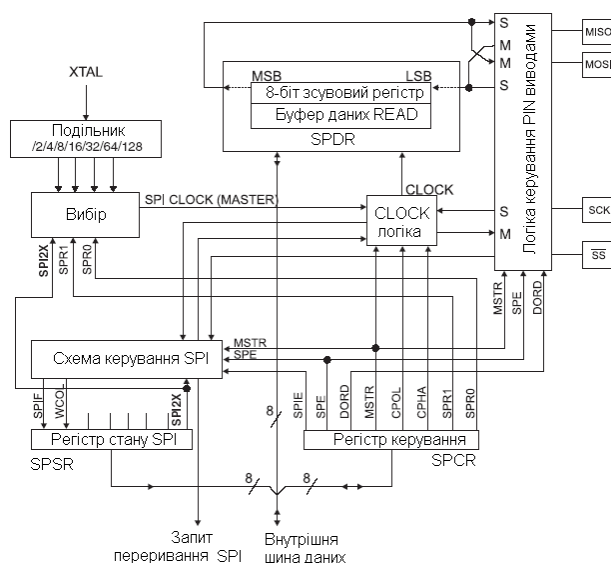 XTAL
Подільник
/2/4/8/16/32/64/128
Вибір
SPI CLOCK (MASTER)
SPI2X
SPR1
SPR0
MSB
LSB
8-біт зсувовий регістр
Буфер даних READ
SPDR
CLOCK
CLOCK
логіка
S
M
M
S
S
M
Логіка керування PIN виводами
MISO
MOSI
SCK
SS
MSTR
SPE
DORD
Схема керування SPI
MSTR
SPE
SPIF
WCOL
SPI2X
Регістр стану SPI
SPSR
SPIE
SPE
DORD
MSTR
CPOL
CPHA
SPR1
SPR0
Регістр керування
SPCR
8
8
8
Запит
переривання SPI
Внутрішня
шина даних